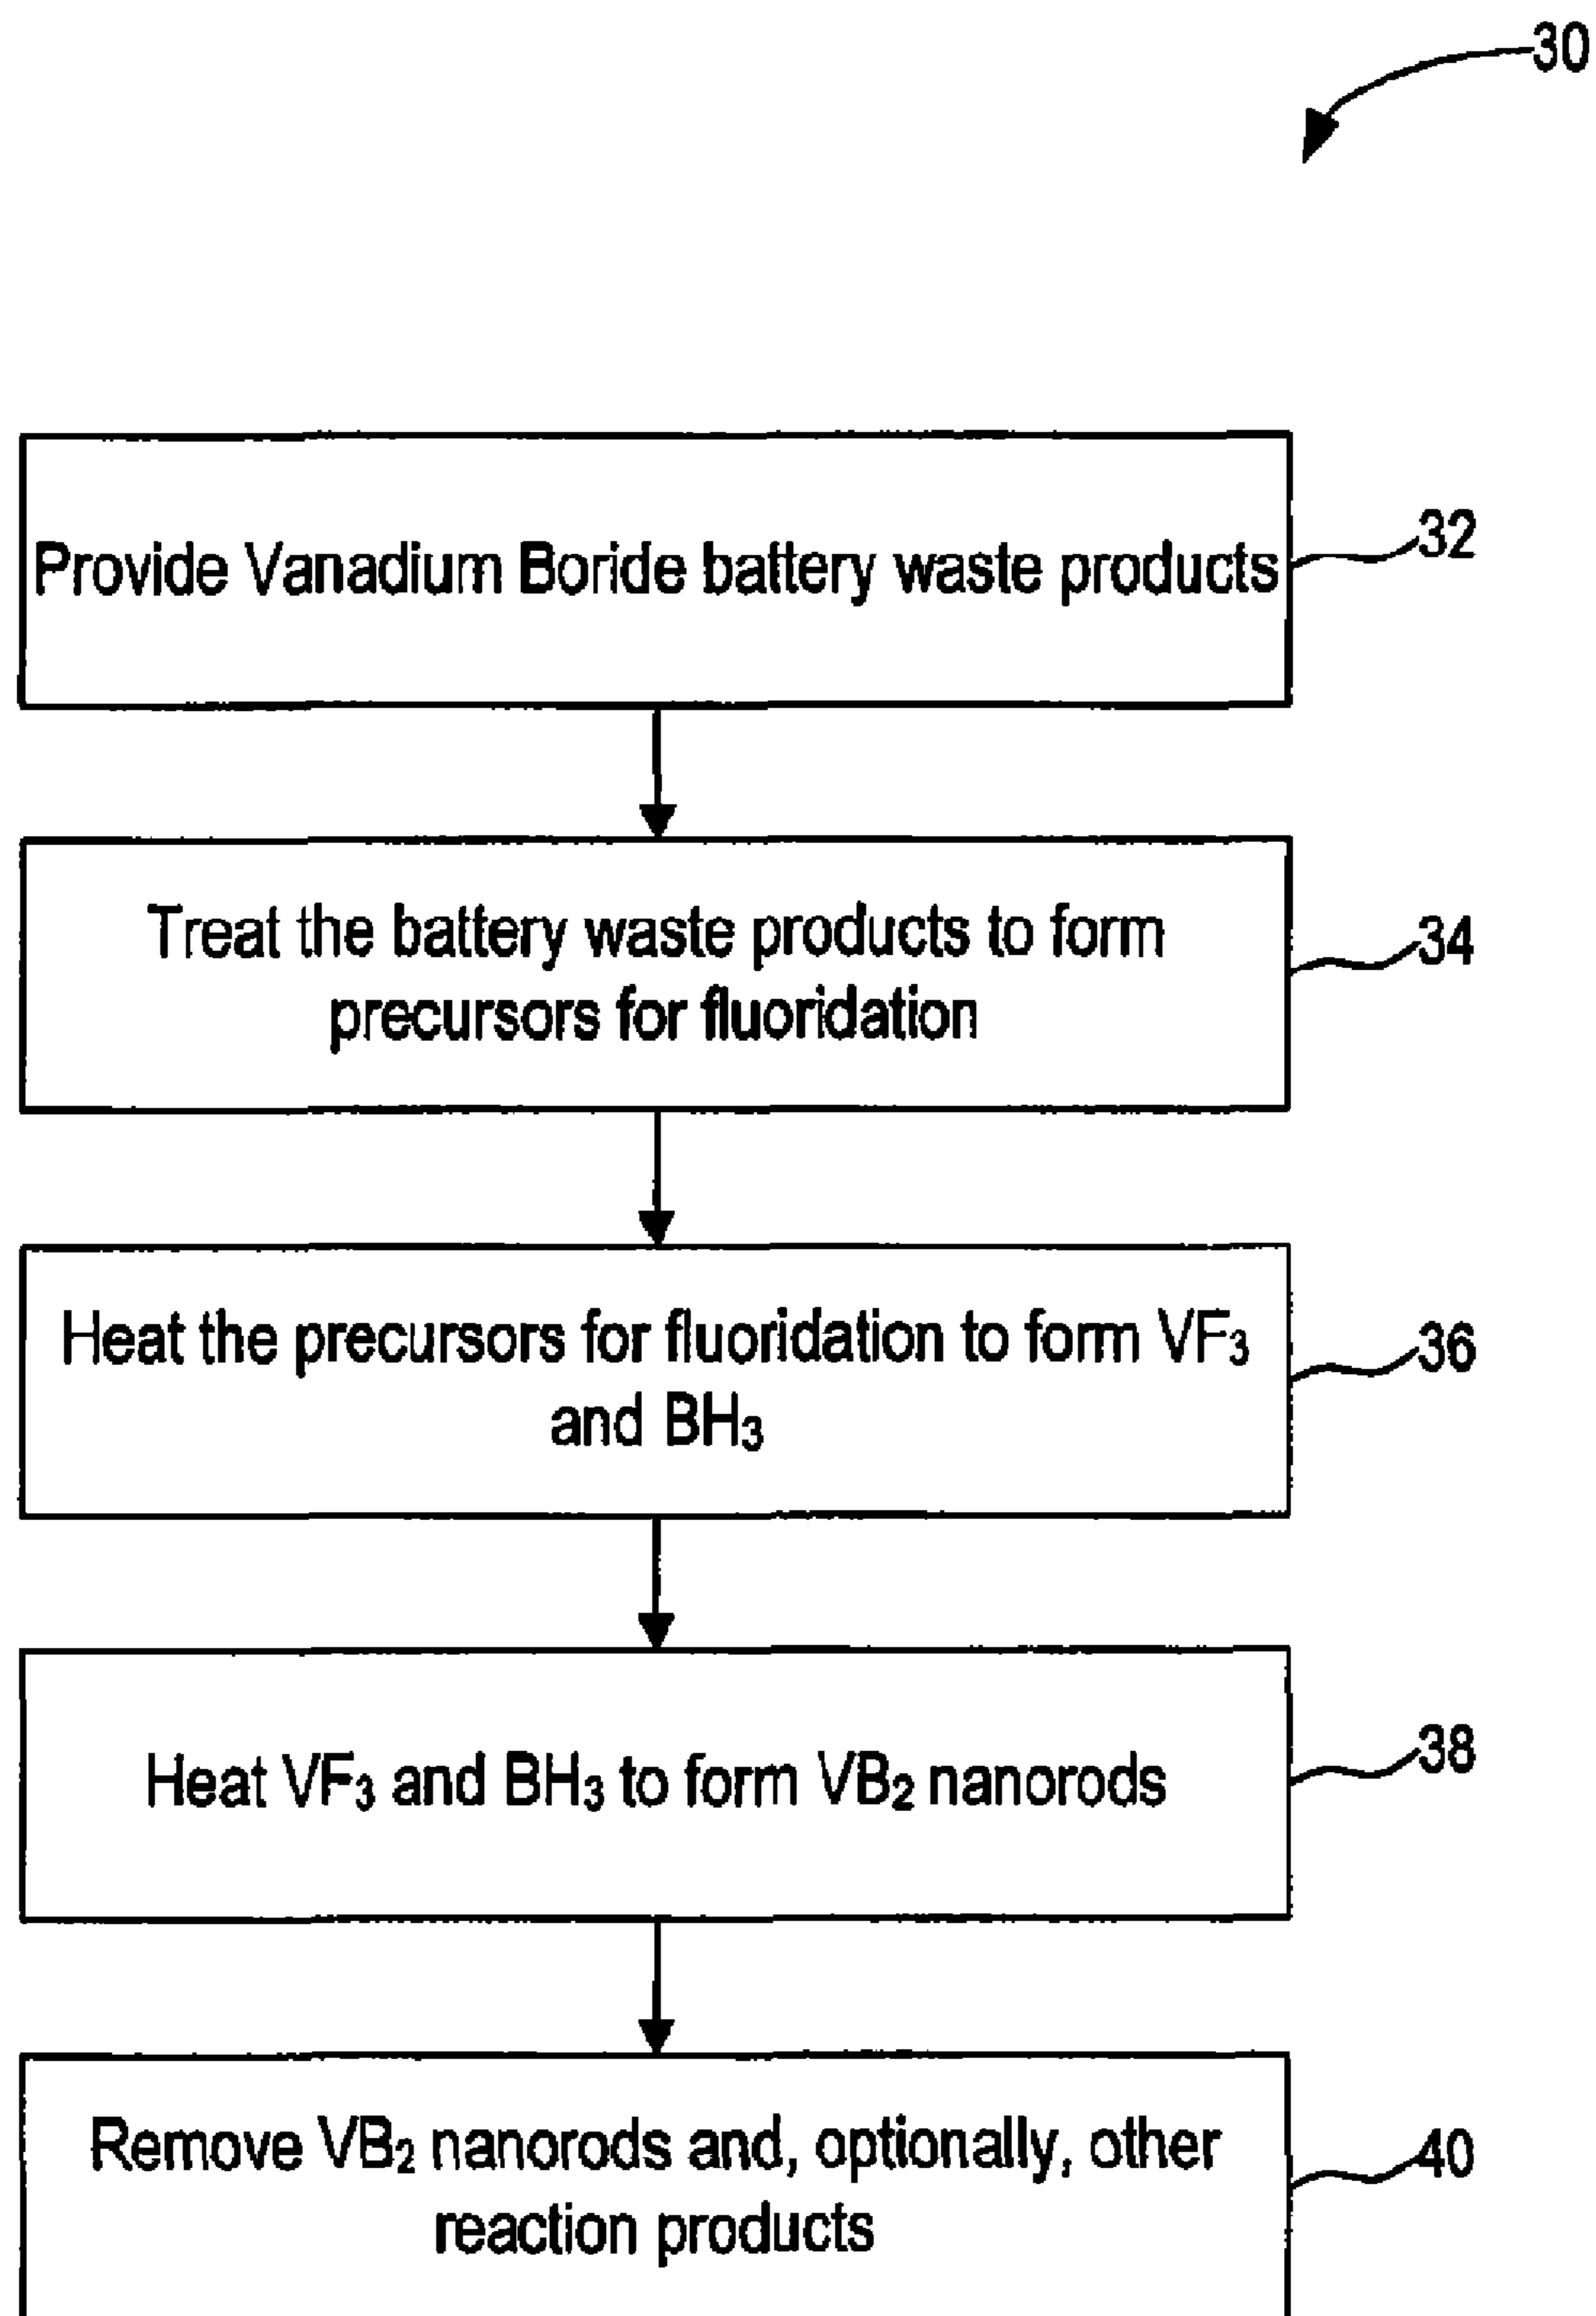 30
Provide Vanadium Boride battery waste products
32
Treat the battery waste products to form
precursors for fluoridation
34
Heat the precursors for fluoridation to form VF₃
and BH₃
36
Heat VF₃ and BH₃ to form VB₂ nanorods
38
Remove VB₂ nanorods and, optionally, other
reaction products
40